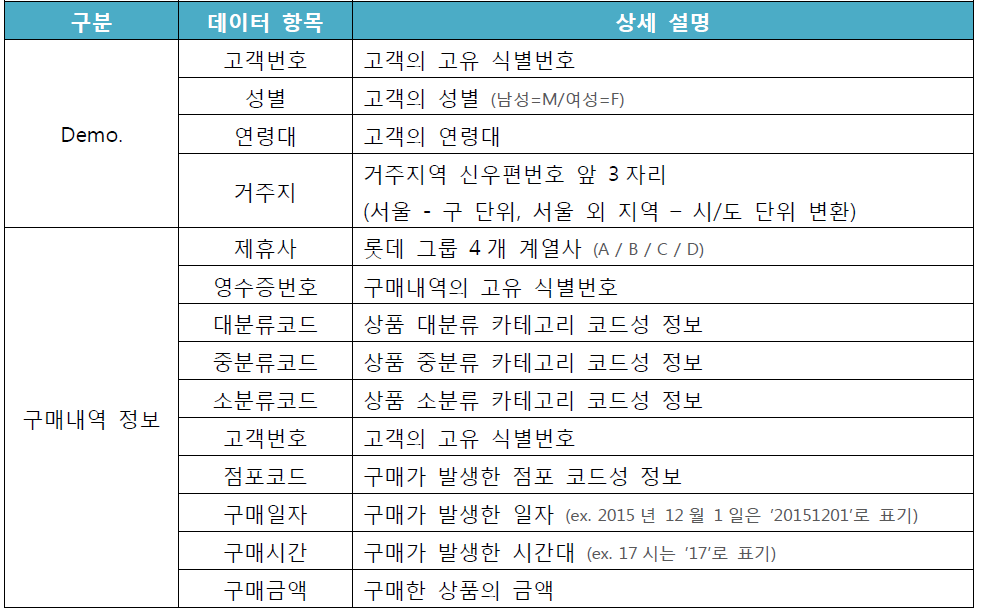 구분 데이터 항목 상세 설명
Demo.
고객번호 고객의 고유 식별번호
성별 고객의 성별 (남성=M/여성=F)
연령대 고객의 연령대
거주지 거주지역 신우편번호 앞 3자리
(서울 - 구 단위, 서울 외 지역 – 시/도 단위 변환)
구매내역 정보
제휴사 롯데 그룹 4개 계열사 (A / B / C / D)
영수증번호 구매내역의 고유 식별번호
대분류코드 상품 대분류 카테고리 코드성 정보
중분류코드 상품 중분류 카테고리 코드성 정보
소분류코드 상품 소분류 카테고리 코드성 정보
고객번호 고객의 고유 식별번호
점포코드 구매가 발생한 점포 코드성 정보
구매일자 구매가 발생한 일자 (ex. 2015년 12월 1일은 '20151201'로 표기)
구매시간 구매가 발생한 시간대 (ex. 17시는 '17'로 표기)
구매금액 구매한 상품의 금액